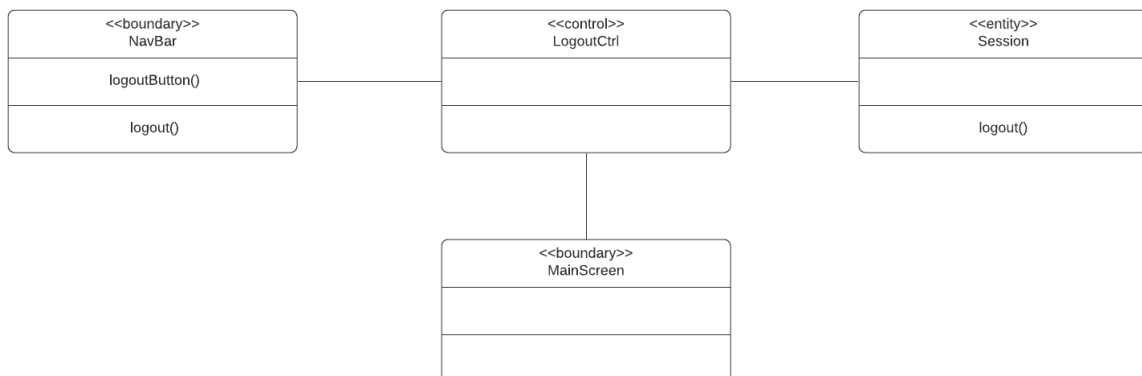 <<boundary>>
NavBar
logoutButton()
logout()
<<control>>
LogoutCtrl
<<entity>>
Session
logout()
<<boundary>>
MainScreen